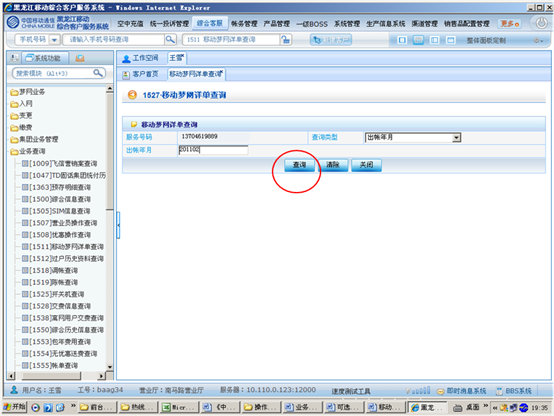 黑龙江移动综合客户服务系统 - Windows Internet Explorer
中国移动通信
CHINA MOBILE
黑龙江移动
综合客户服务系统
空中充值 统一投诉管理 综合客服 帐务管理 产品管理 一级BOSS 系统管理 生产信息系统 渠道管理 销售品配置管理 更多
手机号码 请输入手机号码查询 1511 移动梦网详单查询 整体面板定制
系统功能
搜索模块 (Alt+3)
梦网业务
入网
变更
缴费
集团业务管理
业务查询
[1009]飞信营销案查询
[1047]TD固话集团统付历
[1363]预存明细查询
[1500]综合信息查询
[1505]SIM信息查询
[1507]营业员操作查询
[1508]优惠操作查询
[1511]移动梦网详单查询
[1512]过户历史资料查询
[1518]调帐查询
[1519]陈帐查询
[1525]开关机查询
[1528]交费信息查询
[1538]离网用户交费查询
[1550]综合历史信息查询
[1553]包年费用查询
[1554]无优惠话费查询
[1555]帐单查询
工作空间 王雪
客户首页 移动梦网详单查询
1527·移动梦网详单查询
移动梦网详单查询
服务号码 13704619889 查询类型 出帐年月
出帐年月 201102
查询 清除 关闭
用户名：王雪 工号：baag34 营业厅：南马路营业厅 服务器：10.110.0.123:12000 速度测试工具 即时消息系统 BBS系统
开始 前台... 热线... Micr... 《中... 操作... 业务... 可选... 移动... 黑龙... 桌面 19:35